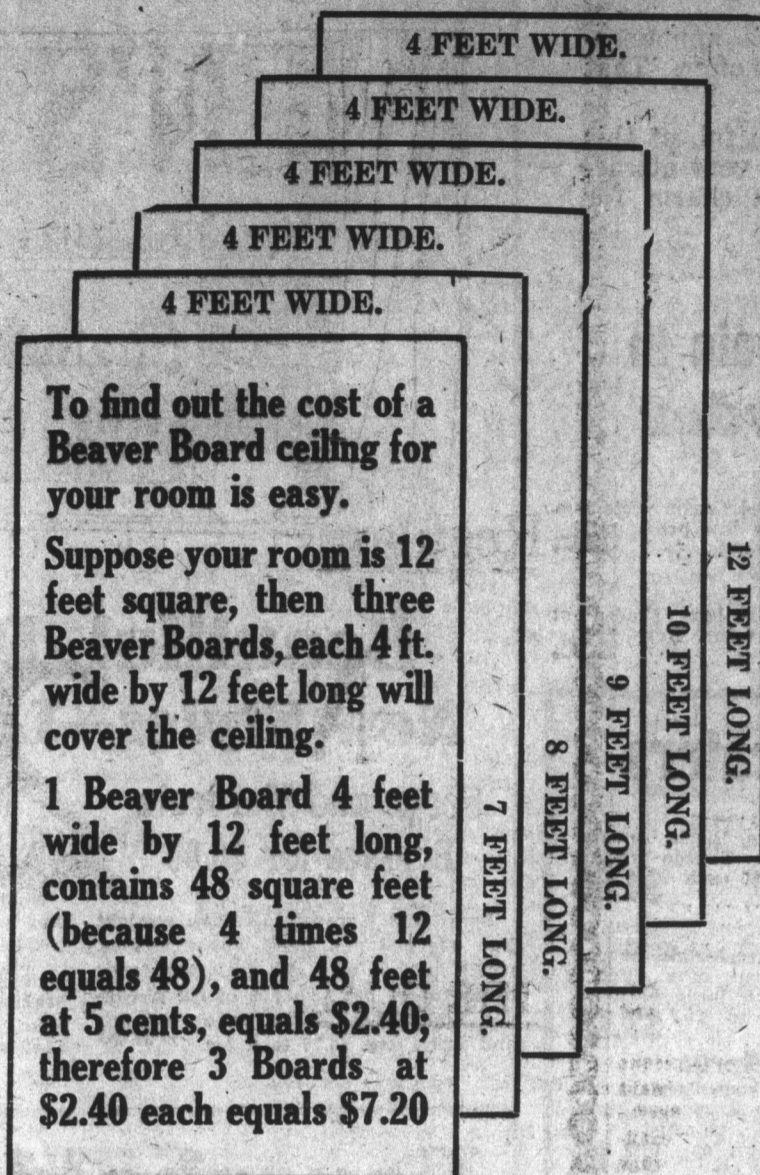 4 FEET WIDE.
4 FEET WIDE.
4 FEET WIDE.
4 FEET WIDE.
4 FEET WIDE.
To find out the cost of a
Beaver Board ceiling for
your room is easy.
Suppose your room is 12
feet square, then three
Beaver Boards, each 4 ft.
wide by 12 feet long will
cover the ceiling.
1 Beaver Board 4 feet
wide by 12 feet long,
contains 48 square feet
(because 4 times 12
equals 48), and 48 feet
at 5 cents, equals $2.40;
therefore 3 Boards at
$2.40 each equals $7.20
7 FEET LONG.
8 FEET LONG.
9 FEET LONG.
10 FEET LONG.
12 FEET LONG.